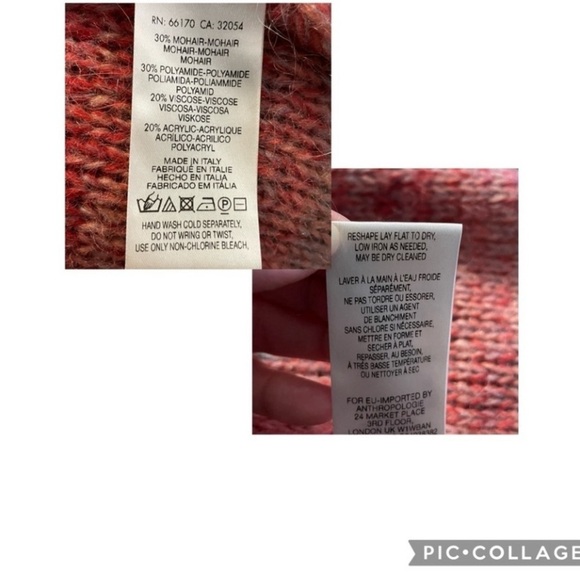 RN: 66170 CA: 32054
30% MOHAIR-MOHAIR
MOHAIR-MOHAIR
MOHAIR
30% POLYAMIDE-POLYAMIDE
POLIAMIDA-POLIAMMIDE
POLYAMID
20% VISCOSE-VISCOSE
VISCOSA-VISCOSA
VISKOSE
20% ACRYLIC-ACRYLIQUE
ACRILICO-ACRILICO
POLYACRYL
MADE IN ITALY
FABRIQUÉ EN ITALIE
HECHO EN ITALIA
FABRICADO EM ITÁLIA
HAND WASH COLD SEPARATELY,
DO NOT WRING OR TWIST,
USE ONLY NON-CHLORINE BLEACH,
RESHAPE LAY FLAT TO DRY,
LOW IRON AS NEEDED,
MAY BE DRY CLEANED
LAVER À LA MAIN À L'EAU FROIDE
SÉPARÉMENT,
NE PAS TORDRE OU ESSORER,
UTILISER UN AGENT
DE BLANCHIMENT
SANS CHLORE SI NÉCESSAIRE,
METTRE EN FORME ET
SECHER À PLAT,
REPASSER, AU BESOIN,
À TRÈS BASSE TEMPÉRATURE
OU NETTOYER À SEC
FOR EU-IMPORTED BY
ANTHROPOLOGIE
24 MARKET PLACE
3RD FLOOR,
LONDON UK W1W8AN
PIC•COLLAGE